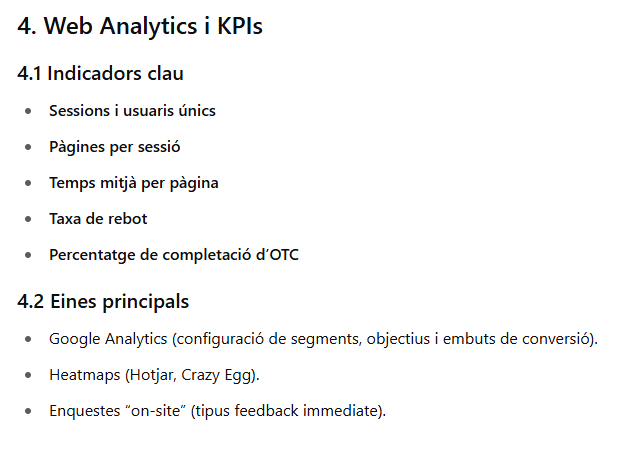 4. Web Analytics i KPIs
4.1 Indicadors clau
• Sessions i usuaris únics
• Pàgines per sessió
• Temps mitjà per pàgina
• Taxa de rebot
• Percentatge de completació d’OTC
4.2 Eines principals
• Google Analytics (configuració de segments, objectius i embuts de conversió).
• Heatmaps (Hotjar, Crazy Egg).
• Enquestes “on-site” (tipus feedback immediate).